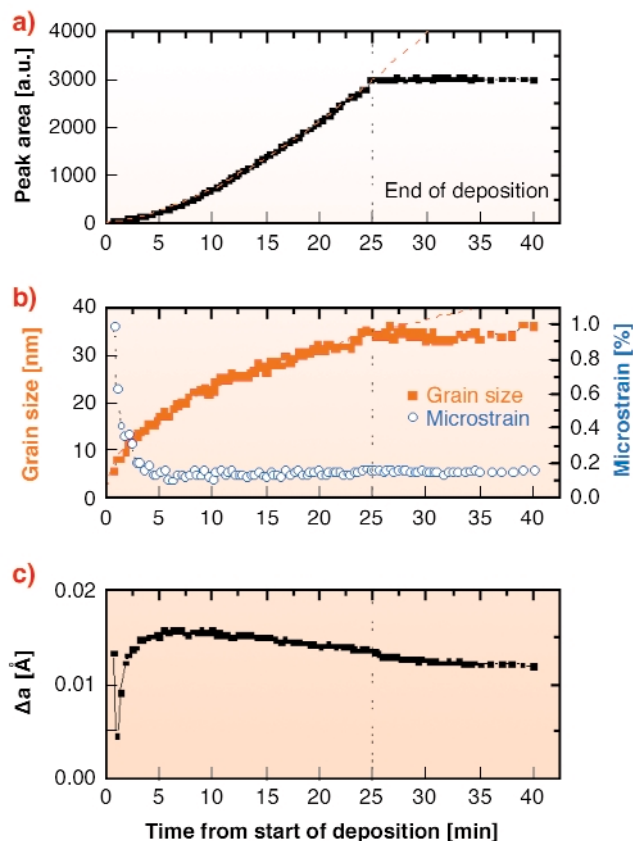 a)
Peak area [a.u.]
4000
3000
2000
1000
0
End of deposition
0 5 10 15 20 25 30 35 40
b)
Grain size [nm]
40
30
20
10
0
Grain size
Microstrain
1.0
0.8
0.6
0.4
0.2
0.0
Microstrain [%]
0 5 10 15 20 25 30 35 40
c)
Δa [Å]
0.02
0.01
0.00
0 5 10 15 20 25 30 35 40
Time from start of deposition [min]